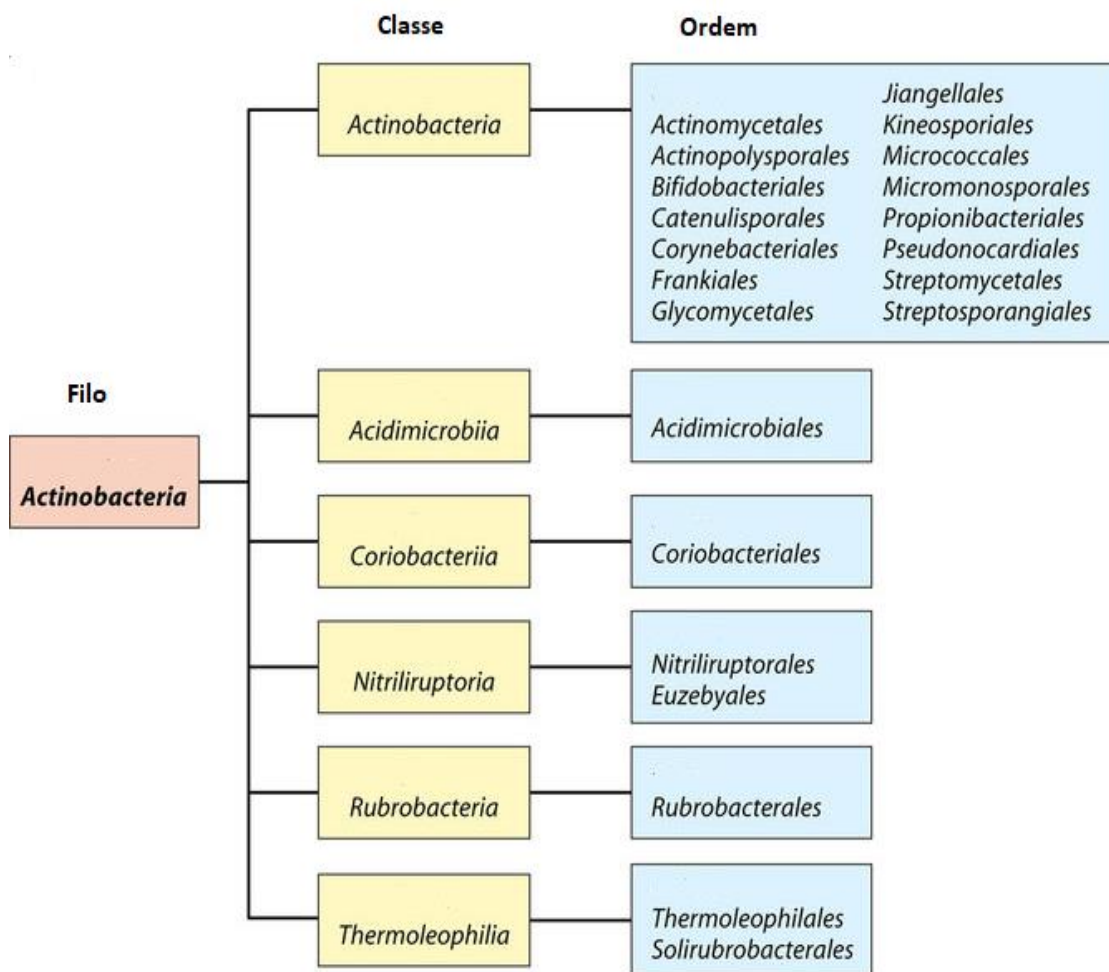 Classe
Ordem
Actinobacteria
Actinomycetales
Actinopolysporales
Bifidobacteriales
Catenulisporales
Corynebacteriales
Frankiales
Glycomycetales
Jiangellales
Kineosporiales
Micrococcales
Micromonosporales
Propionibacteriales
Pseudonocardiales
Streptomycetales
Streptosporangiales
Filo
Actinobacteria
Acidimicrobiia
Acidimicrobiales
Coriobacteriia
Coriobacteriales
Nitriliruptoria
Nitriliruptorales
Euzebyales
Rubrobacteria
Rubrobacterales
Thermoleophilia
Thermoleophilales
Solirubrobacterales